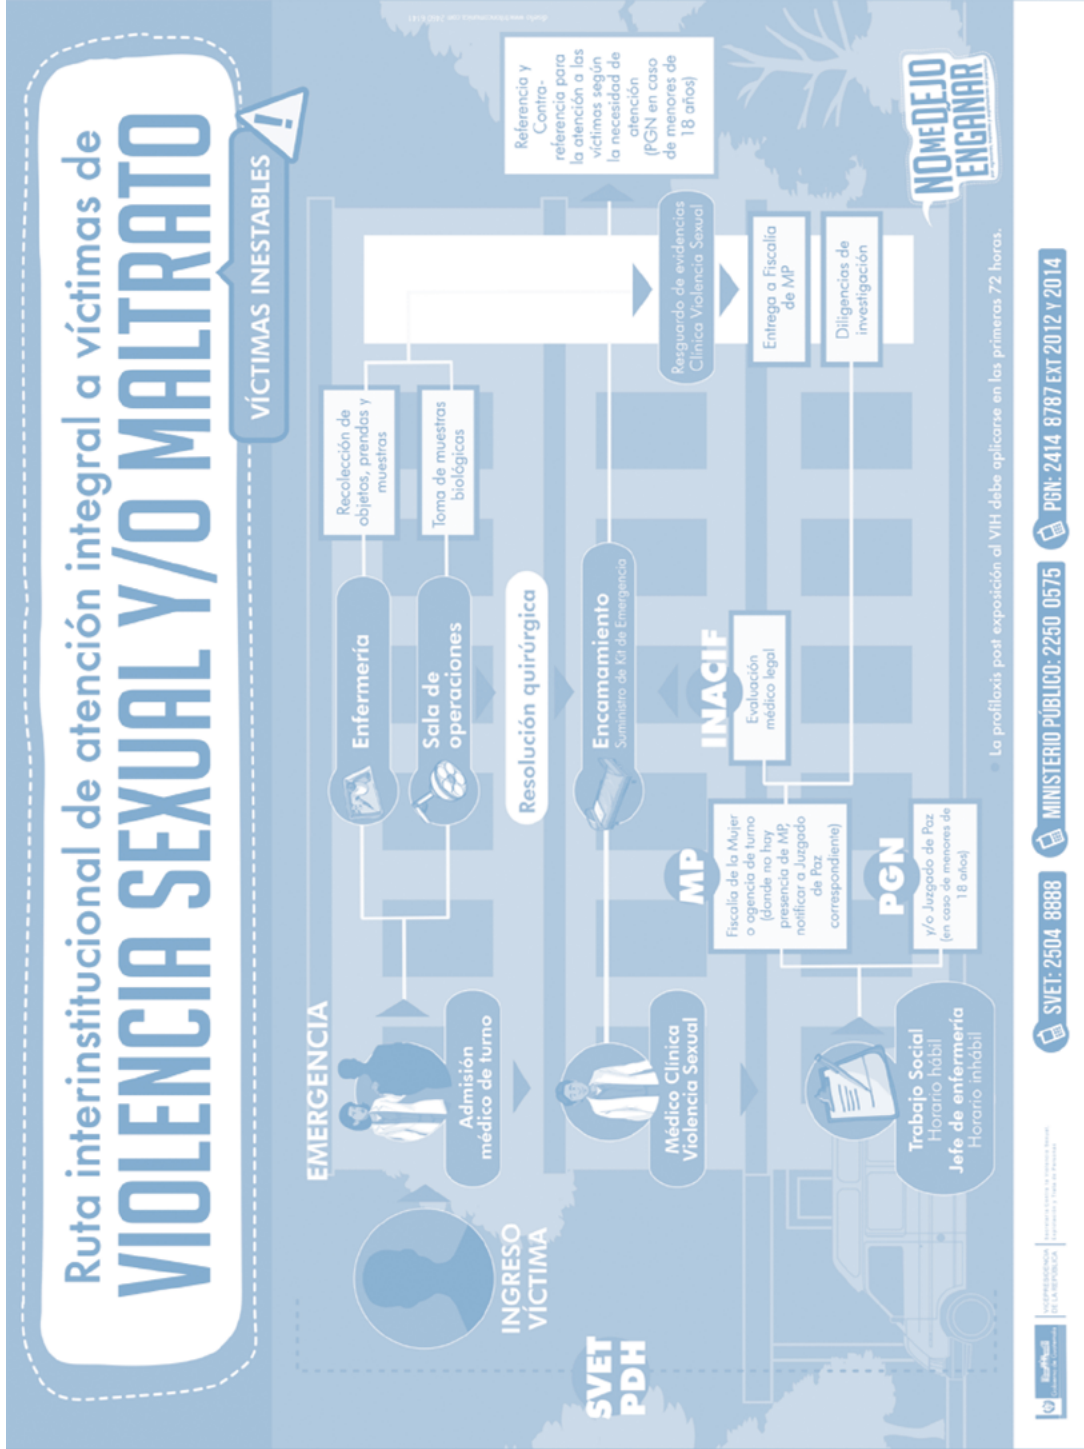 Ruta interinstitucional de atención integral a víctimas de
VIOLENCIA SEXUAL Y/O MALTRATO
VÍCTIMAS INESTABLES
EMERGENCIA
INGRESO
VÍCTIMA
SVET
PDH
Admisión
médico de turno
Enfermería
Sala de
operaciones
Recolección de
objetos, prendas y
muestras
Toma de muestras
biológicas
Resolución quirúrgica
Médico Clínica
Violencia Sexual
Encamamiento
Suministro de Kit de Emergencia
Referencia y
Contra-
referencia para
la atención a las
víctimas según
la necesidad de
atención
(PGN en caso
de menores de
18 años)
Resguardo de evidencias
Clínica Violencia Sexual
Entrega a Fiscalía
de MP
Diligencias de
investigación
INACIF
Evaluación
médico legal
MP
Fiscalía de la Mujer
o agencia de turno
(donde no hay
presencia de MP,
notificar a Juzgado
de Paz
correspondiente)
PGN
y/o Juzgado de Paz
(en caso de menores de
18 años)
Trabajo Social
Horario hábil
Jefe de enfermería
Horario inhábil
NO ME DEJO
ENGAÑAR
La profilaxis post exposición al VIH debe aplicarse en las primeras 72 horas.
VICEPRESIDENCIA
DE LA REPÚBLICA
SVET: 2504 8888
MINISTERIO PÚBLICO: 2250 0575
PGN: 2414 8787 EXT 2012 Y 2014